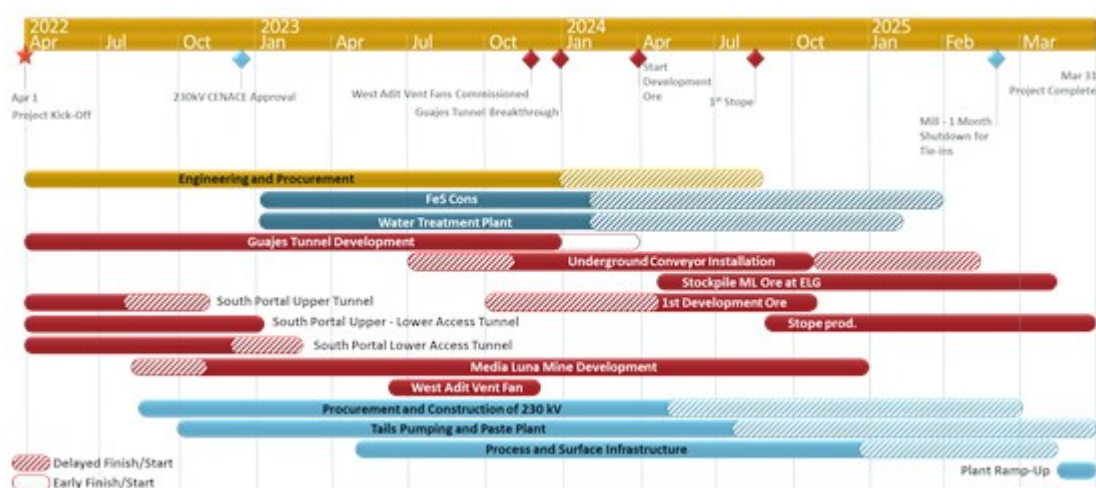 2022 2023 2024 2025
Apr Jul Oct Jan Apr Jul Oct Jan Apr Jul Oct Jan Feb Mar
Apr 1
Project Kick-Off
230kV CENACE Approval
West Adit Vent Fans Commissioned
Guajes Tunnel Breakthrough
Start
Development
Ore
1st Stope
Mill - 1 Month
Shutdown for
Tie-ins
Mar 31
Project Complete
Engineering and Procurement
FeS Cons
Water Treatment Plant
Guajes Tunnel Development
Underground Conveyor Installation
Stockpile ML Ore at ELG
South Portal Upper Tunnel
1st Development Ore
South Portal Upper - Lower Access Tunnel
Stope prod.
South Portal Lower Access Tunnel
Media Luna Mine Development
West Adit Vent Fan
Procurement and Construction of 230 kV
Tails Pumping and Paste Plant
Process and Surface Infrastructure
Delayed Finish/Start
Plant Ramp-Up
Early Finish/Start